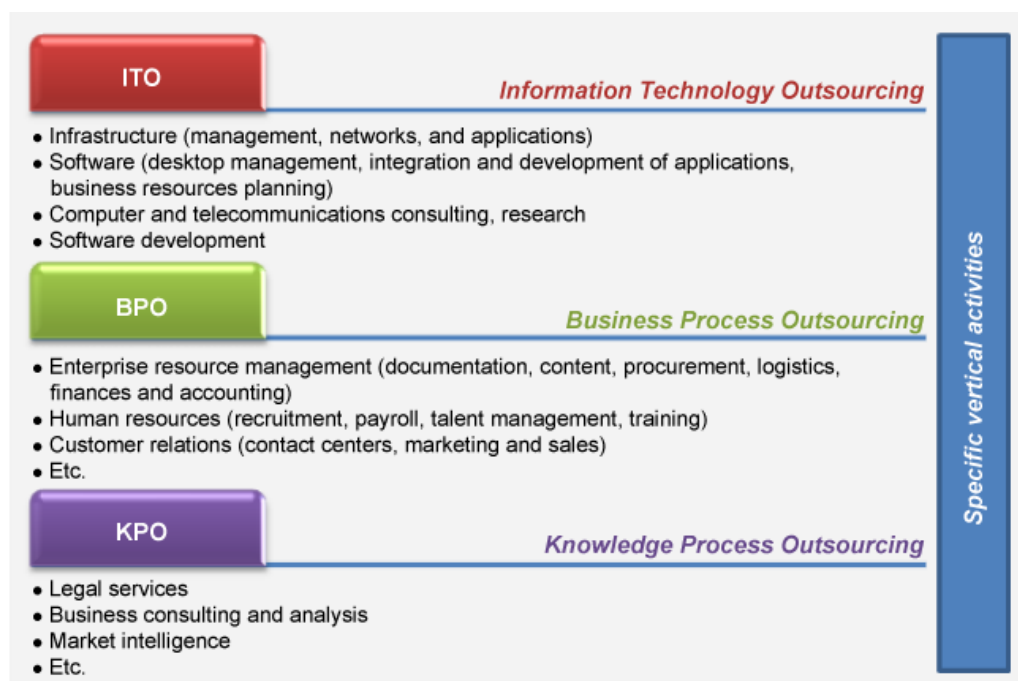 ITO
Information Technology Outsourcing
• Infrastructure (management, networks, and applications)
• Software (desktop management, integration and development of applications,
business resources planning)
• Computer and telecommunications consulting, research
• Software development
BPO
Business Process Outsourcing
• Enterprise resource management (documentation, content, procurement, logistics,
finances and accounting)
• Human resources (recruitment, payroll, talent management, training)
• Customer relations (contact centers, marketing and sales)
• Etc.
KPO
Knowledge Process Outsourcing
• Legal services
• Business consulting and analysis
• Market intelligence
• Etc.
Specific vertical activities